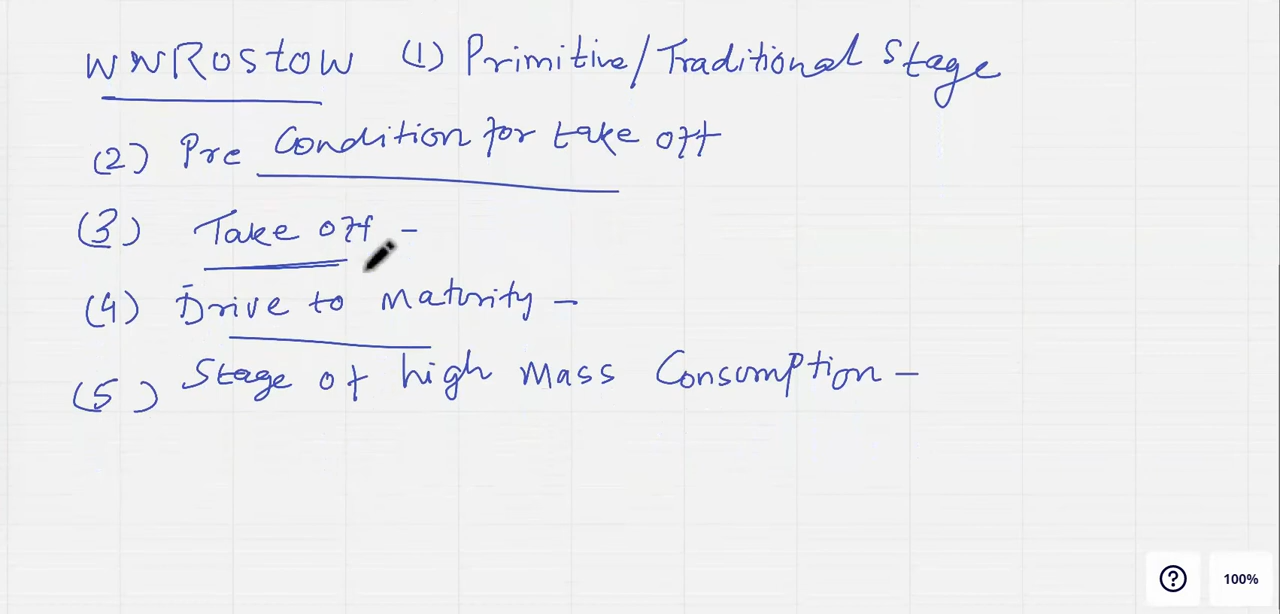 WWRostow (1) Primitive/Traditional Stage
(2) Pre Condition for take off
(3) Take off -
(4) Drive to maturity -
(5) Stage of high mass Consumption -
100%